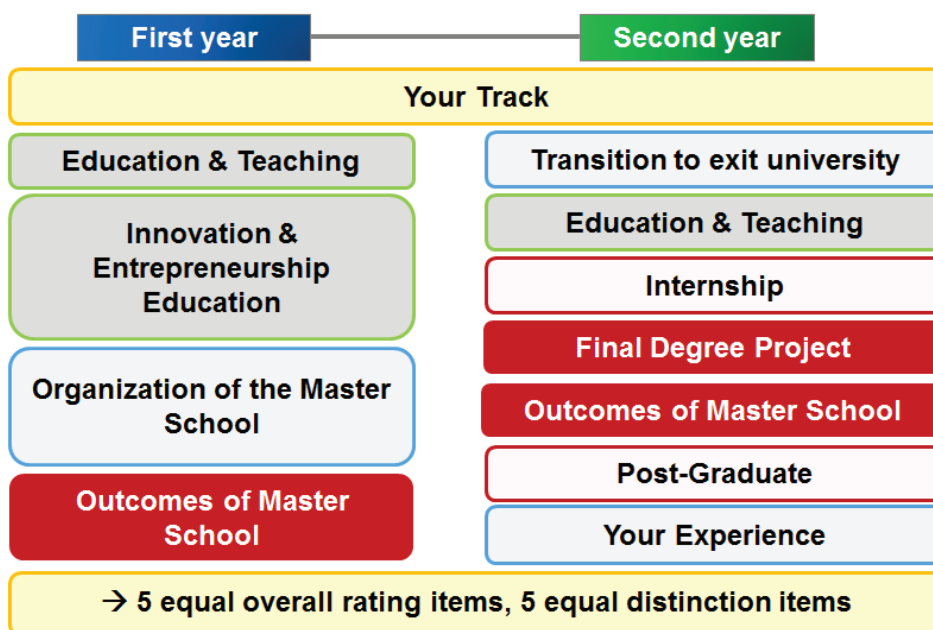 First year
Second year
Your Track
Education & Teaching
Innovation &
Entrepreneurship
Education
Organization of the Master
School
Outcomes of Master
School
Transition to exit university
Education & Teaching
Internship
Final Degree Project
Outcomes of Master School
Post-Graduate
Your Experience
→ 5 equal overall rating items, 5 equal distinction items